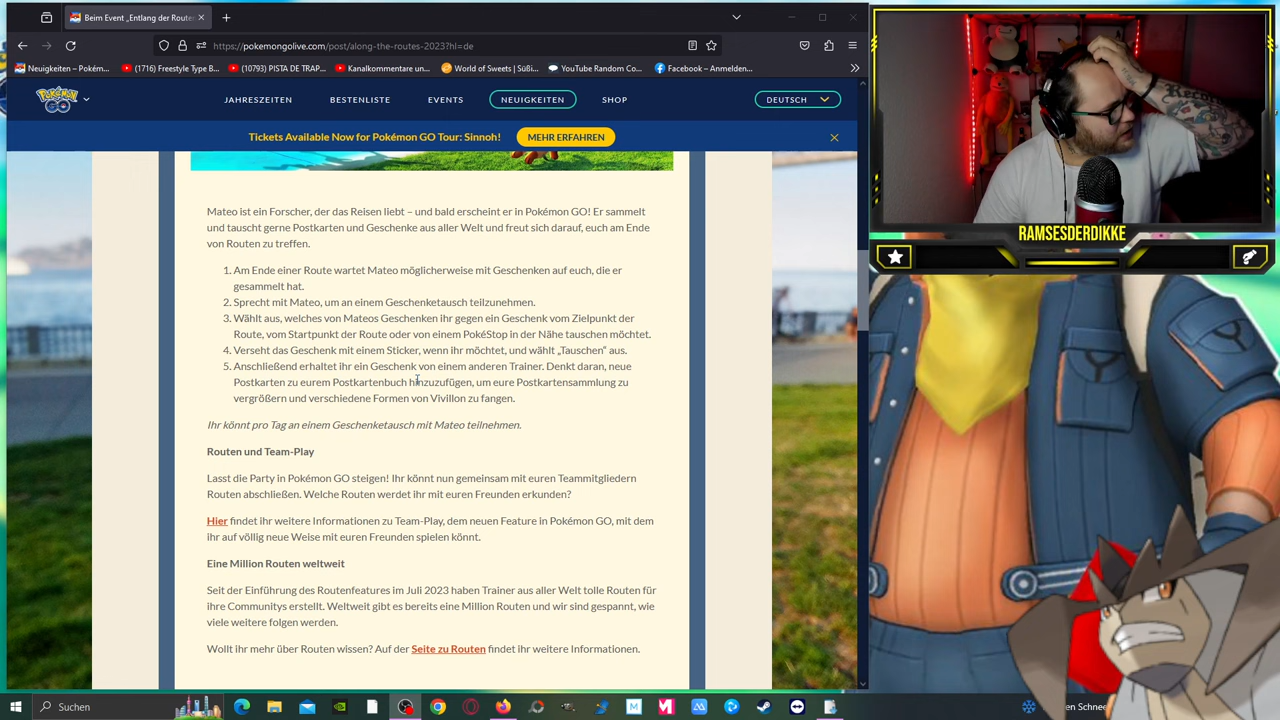 Beim Event „Entlang der Routen
https://pokemongolive.com/post/along-the-routes-2023?hl=de
Neuigkeiten – Pokém... (1716) Freestyle Type B... (10793) PISTA DE TRAP... Kanalkommentare un... World of Sweets | Süßi... YouTube Random Co... Facebook – Anmelden...
POKÉMON GO JAHRESZEITEN BESTENLISTE EVENTS NEUIGKEITEN SHOP DEUTSCH
Tickets Available Now for Pokémon GO Tour: Sinnoh! MEHR ERFAHREN
Mateo ist ein Forscher, der das Reisen liebt – und bald erscheint er in Pokémon GO! Er sammelt
und tauscht gerne Postkarten und Geschenke aus aller Welt und freut sich darauf, euch am Ende
von Routen zu treffen.
1. Am Ende einer Route wartet Mateo möglicherweise mit Geschenken auf euch, die er
gesammelt hat.
2. Sprecht mit Mateo, um an einem Geschenketausch teilzunehmen.
3. Wählt aus, welches von Mateos Geschenken ihr gegen ein Geschenk vom Zielpunkt der
Route, vom Startpunkt der Route oder von einem PokéStop in der Nähe tauschen möchtet.
4. Verseht das Geschenk mit einem Sticker, wenn ihr möchtet, und wählt „Tauschen“ aus.
5. Anschließend erhaltet ihr ein Geschenk von einem anderen Trainer. Denkt daran, neue
Postkarten zu eurem Postkartenbuch hinzuzufügen, um eure Postkartensammlung zu
vergrößern und verschiedene Formen von Vivillon zu fangen.
Ihr könnt pro Tag an einem Geschenketausch mit Mateo teilnehmen.
Routen und Team-Play
Lasst die Party in Pokémon GO steigen! Ihr könnt nun gemeinsam mit euren Teammitgliedern
Routen abschließen. Welche Routen werdet ihr mit euren Freunden erkunden?
Hier findet ihr weitere Informationen zu Team-Play, dem neuen Feature in Pokémon GO, mit dem
ihr auf völlig neue Weise mit euren Freunden spielen könnt.
Eine Million Routen weltweit
Seit der Einführung des Routenfeatures im Juli 2023 haben Trainer aus aller Welt tolle Routen für
ihre Communitys erstellt. Weltweit gibt es bereits eine Million Routen und wir sind gespannt, wie
viele weitere folgen werden.
Wollt ihr mehr über Routen wissen? Auf der Seite zu Routen findet ihr weitere Informationen.
RAMSESDERDIKKE
Suchen